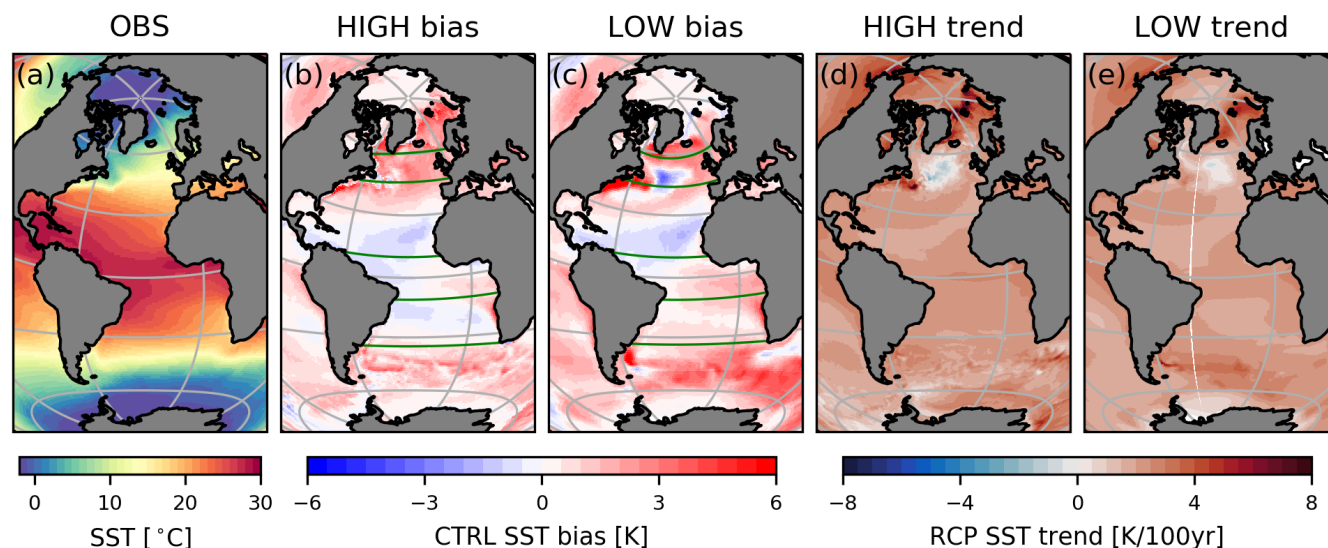 OBS HIGH bias LOW bias HIGH trend LOW trend
(a) (b) (c) (d) (e)
0 10 20 30 −6 −3 0 3 6 −8 −4 0 4 8
SST [°C] CTRL SST bias [K] RCP SST trend [K/100yr]